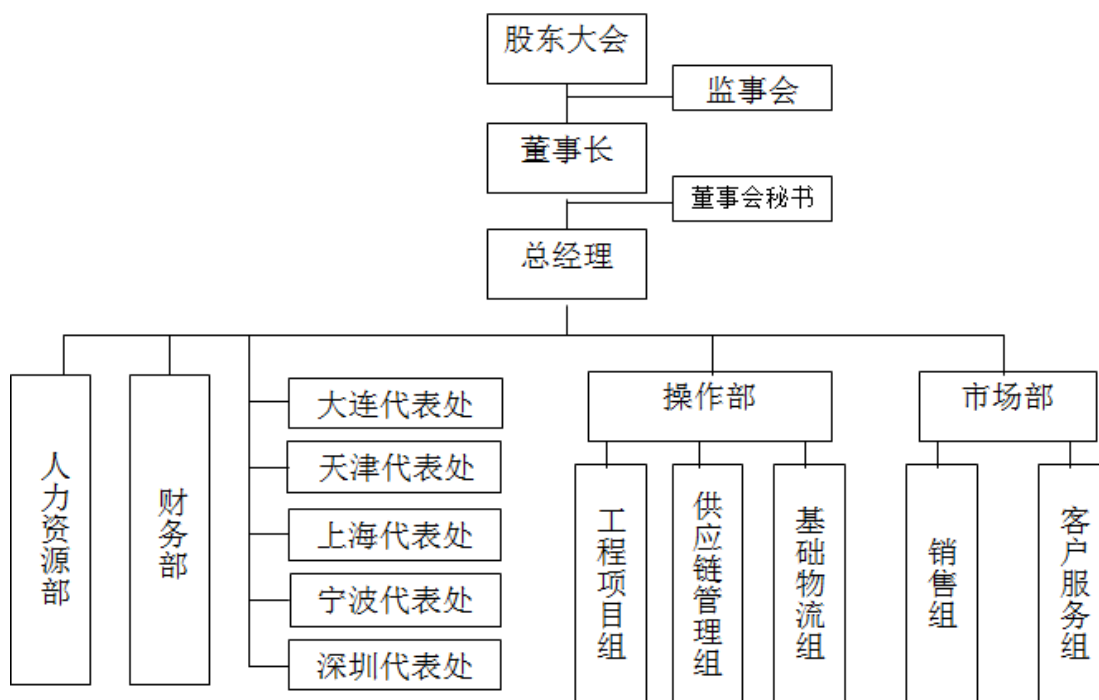 股东大会
监事会
董事长
董事会秘书
总经理
人力资源部
财务部
大连代表处
天津代表处
上海代表处
宁波代表处
深圳代表处
操作部
工程项目组
供应链管理组
基础物流组
市场部
销售组
客户服务组